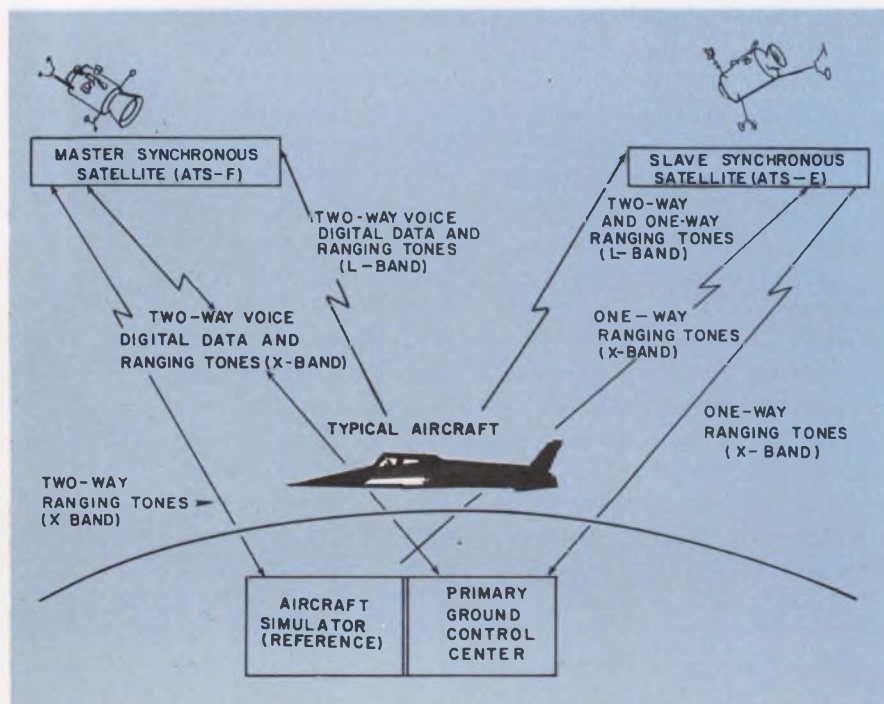 MASTER SYNCHRONOUS
SATELLITE (ATS-F)
SLAVE SYNCHRONOUS
SATELLITE (ATS-E)
TWO-WAY VOICE
DIGITAL DATA AND
RANGING TONES
(L-BAND)
TWO-WAY
AND ONE-WAY
RANGING TONES
(L-BAND)
TWO-WAY VOICE
DIGITAL DATA AND
RANGING TONES (X-BAND)
ONE-WAY
RANGING TONES
(X-BAND)
TYPICAL AIRCRAFT
ONE-WAY
RANGING TONES
(X-BAND)
TWO-WAY
RANGING TONES
(X BAND)
AIRCRAFT
SIMULATOR
(REFERENCE)
PRIMARY
GROUND
CONTROL
CENTER